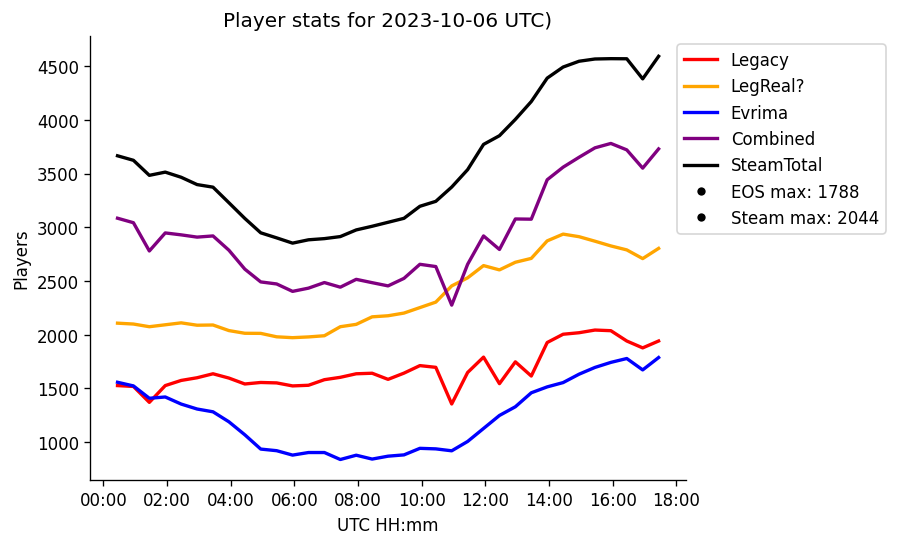 Player stats for 2023-10-06 UTC)
Players
4500
4000
3500
3000
2500
2000
1500
1000
00:00 02:00 04:00 06:00 08:00 10:00 12:00 14:00 16:00 18:00
UTC HH:mm
Legacy
LegReal?
Evrima
Combined
SteamTotal
EOS max: 1788
Steam max: 2044